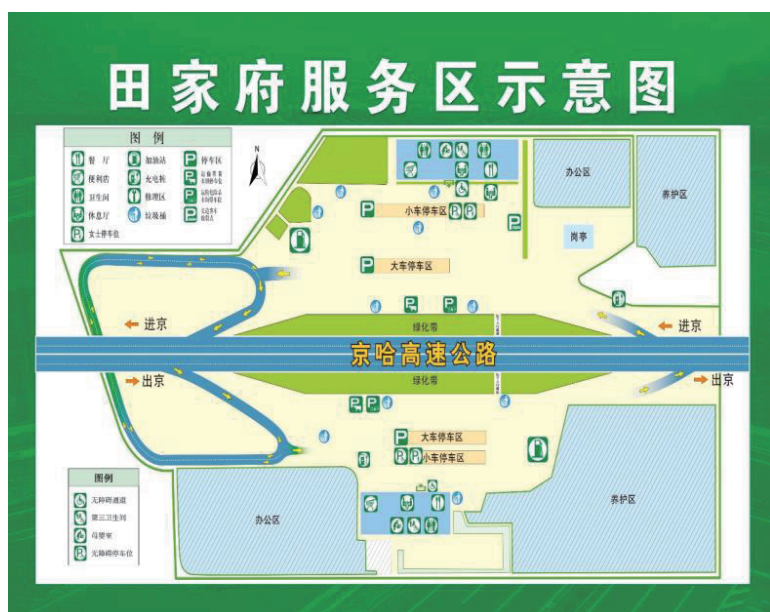 田家府服务区示意图
图 例
餐 厅
加油站
停车区
便利店
充电桩
卫生间
修理区
休息厅
垃圾桶
女士停车位
N
办公区
养护区
小车停车区
岗亭
大车停车区
进京
绿化带
进京
京哈高速公路
出京
绿化带
出京
大车停车区
小车停车区
图例
无障碍通道
第三卫生间
母婴室
无障碍停车位
办公区
养护区